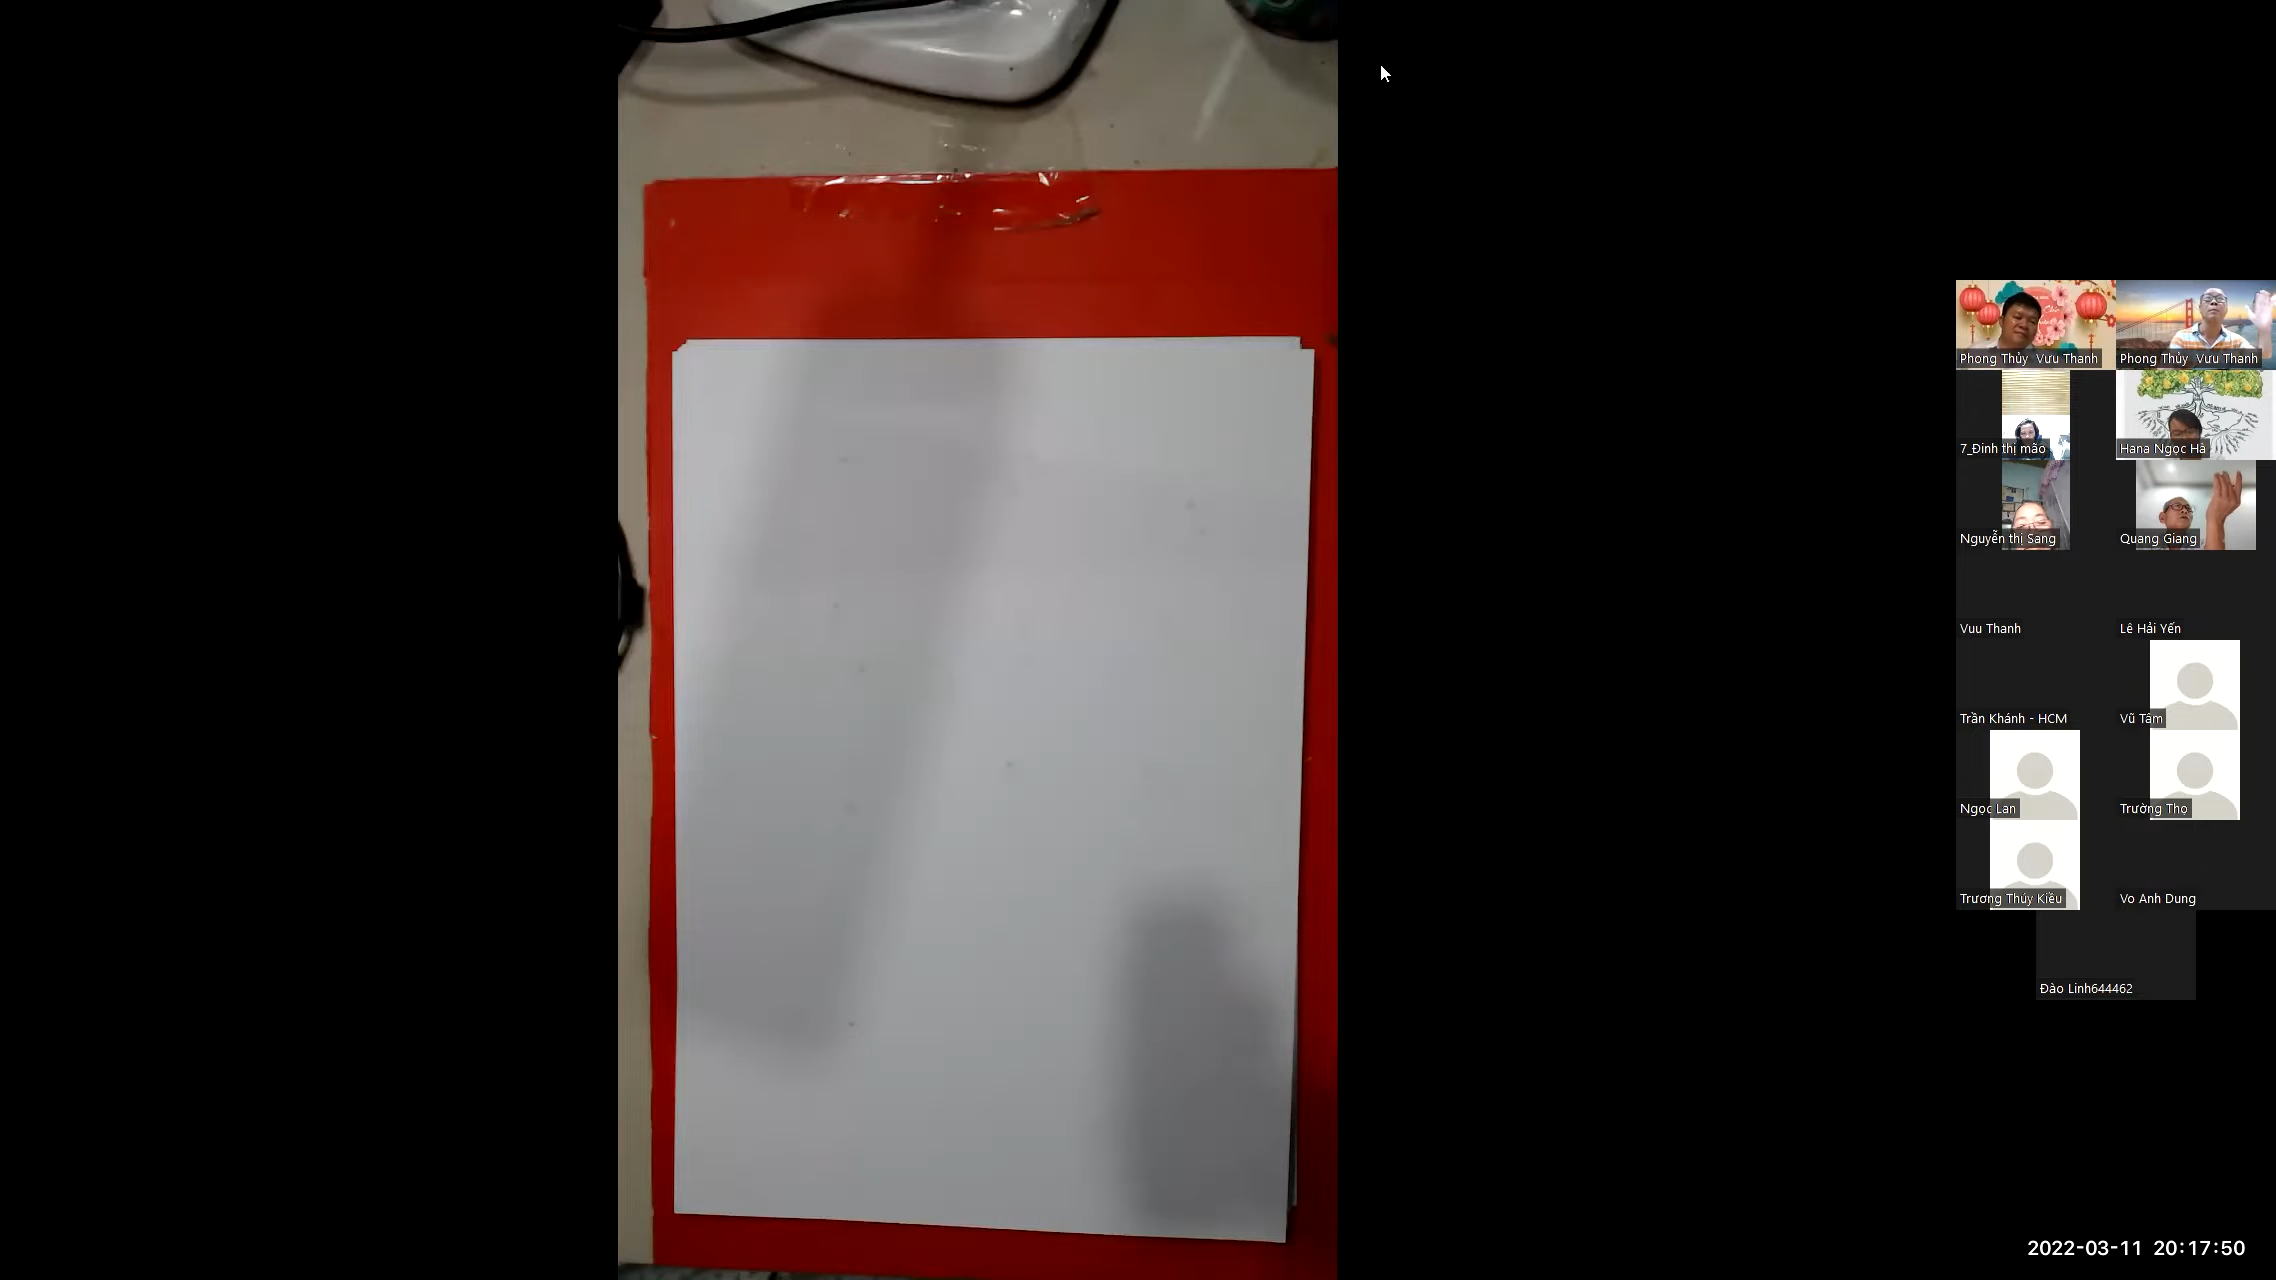 Phong Thủy Vưu Thanh
Phong Thủy Vưu Thanh
7_Đinh thị mão
Hana Ngọc Hà
Nguyễn thị Sang
Quang Giang
Vuu Thanh
Lê Hải Yến
Trần Khánh - HCM
Vũ Tâm
Ngọc Lan
Trường Thọ
Trương Thúy Kiều
Vo Anh Dung
Đào Linh644462
2022-03-11 20:17:50